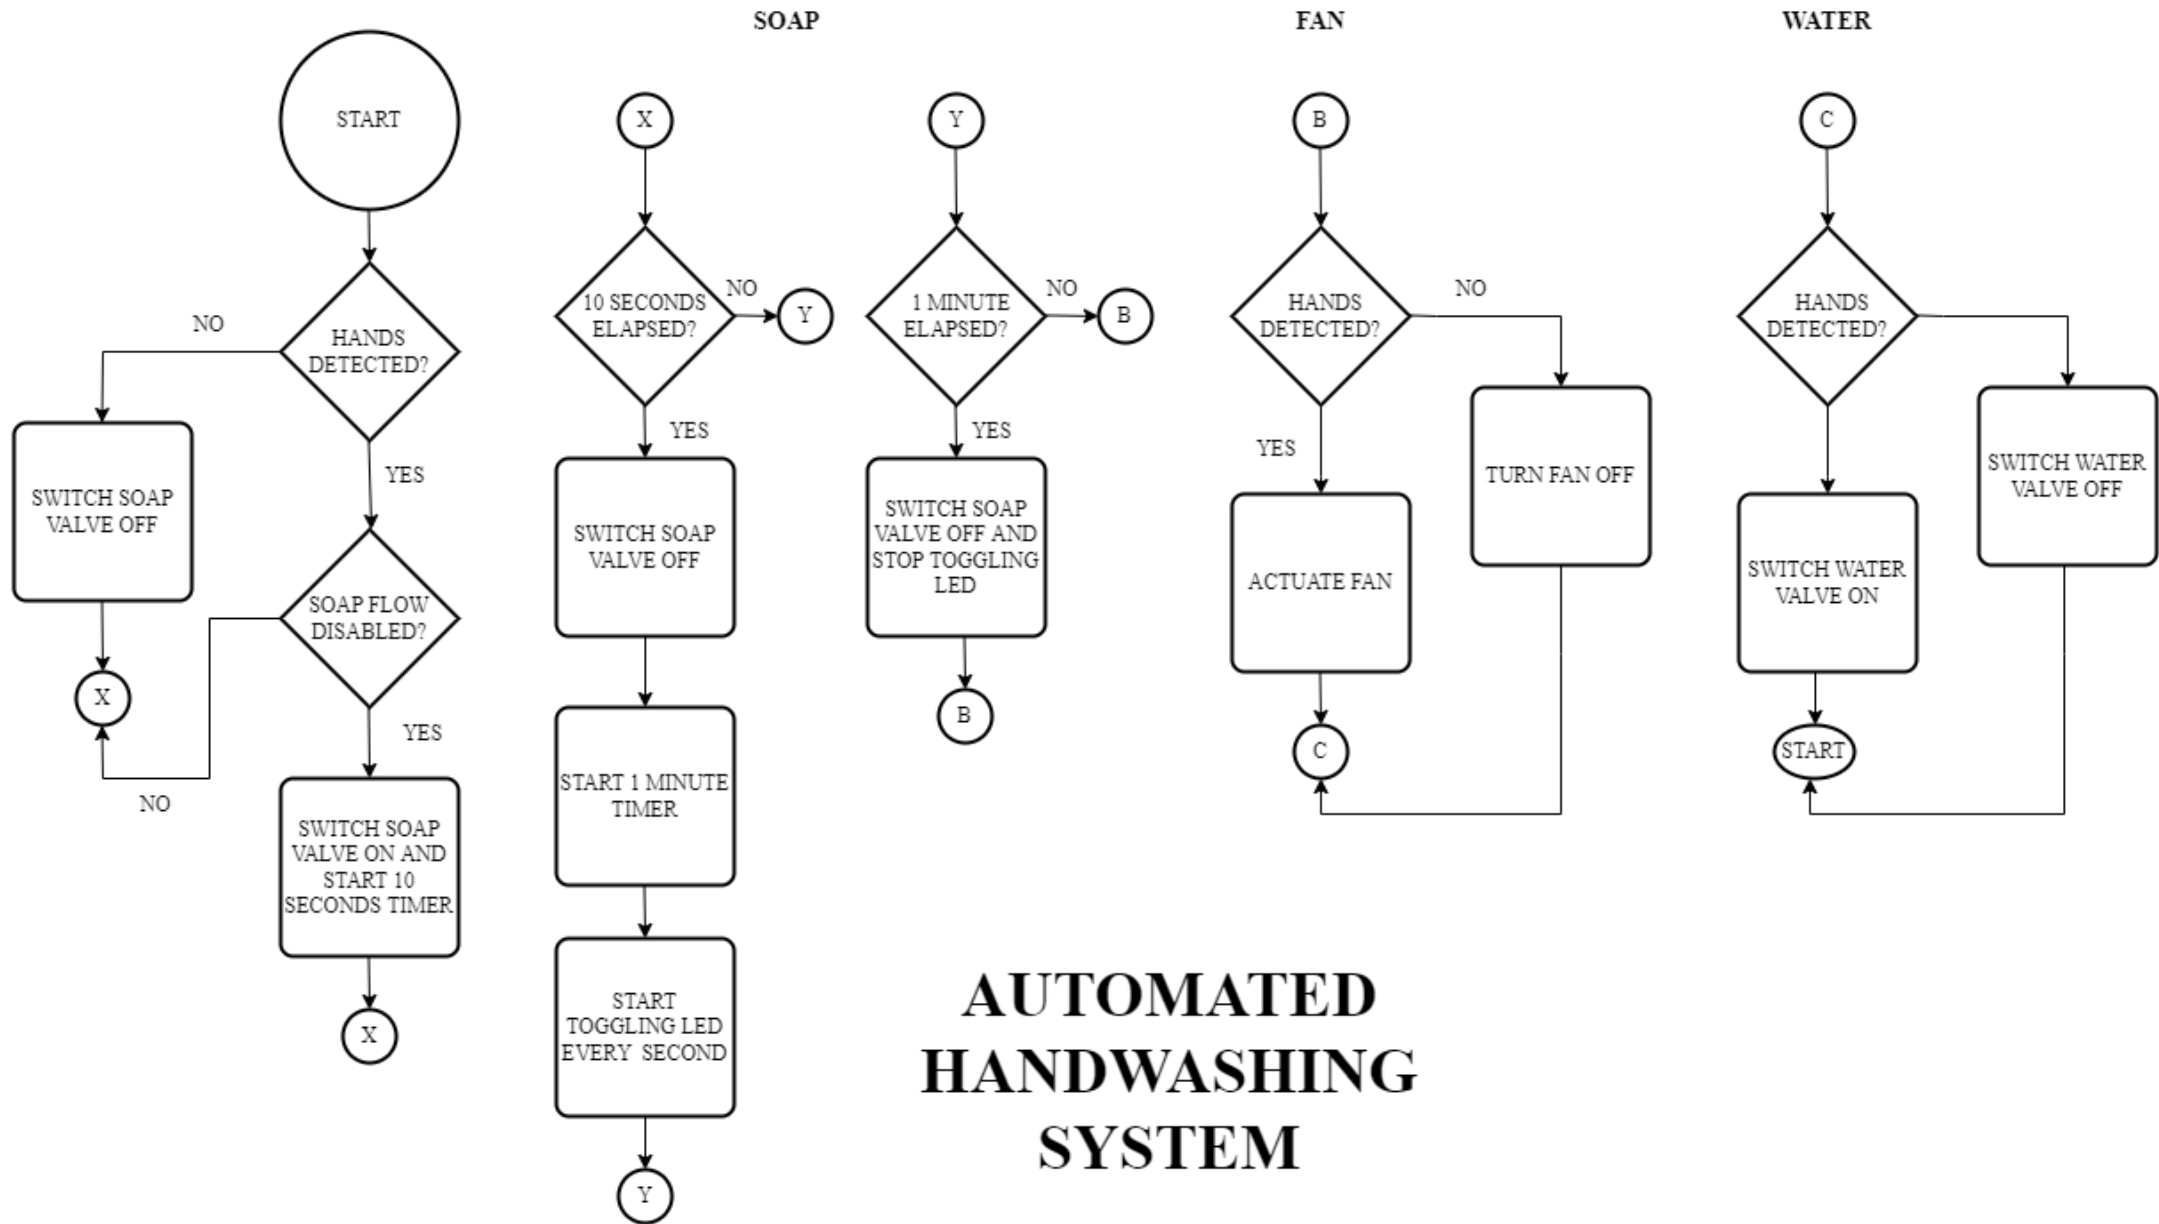 SOAP
FAN
WATER
START
HANDS
DETECTED?
NO
YES
SWITCH SOAP
VALVE OFF
X
SOAP FLOW
DISABLED?
NO
YES
SWITCH SOAP
VALVE ON AND
START 10
SECONDS TIMER
X
X
10 SECONDS
ELAPSED?
NO
Y
YES
SWITCH SOAP
VALVE OFF
START 1 MINUTE
TIMER
START
TOGGLING LED
EVERY SECOND
Y
Y
1 MINUTE
ELAPSED?
NO
B
YES
SWITCH SOAP
VALVE OFF AND
STOP TOGGLING
LED
B
B
HANDS
DETECTED?
NO
YES
TURN FAN OFF
ACTUATE FAN
C
C
HANDS
DETECTED?
SWITCH WATER
VALVE OFF
SWITCH WATER
VALVE ON
START
AUTOMATED
HANDWASHING
SYSTEM